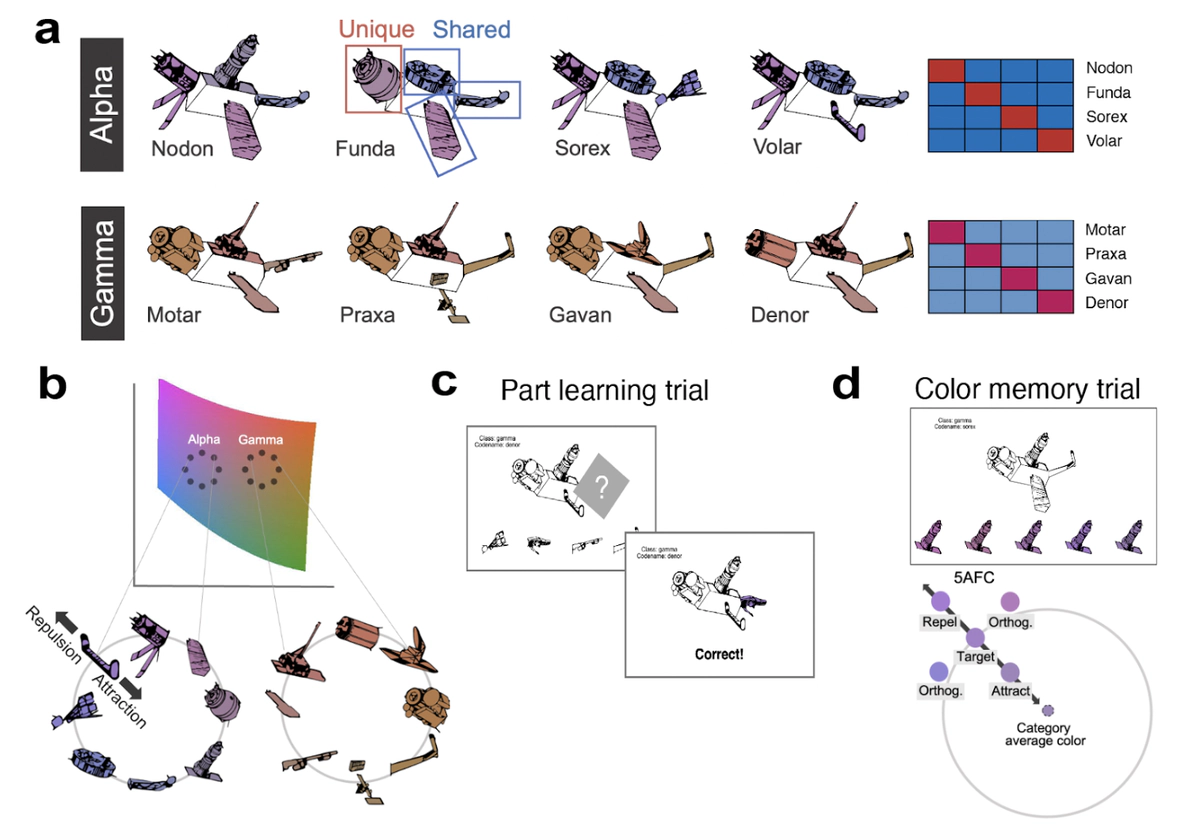 a
Alpha
Unique Shared
Nodon
Funda
Sorex
Volar
Nodon
Funda
Sorex
Volar
Gamma
Motar
Praxa
Gavan
Denor
Motar
Praxa
Gavan
Denor
b
Alpha Gamma
Repulsion
Attraction
c
Part learning trial
Class: gamma
Codename: denor
?
Class: gamma
Codename: denor
Correct!
d
Color memory trial
Class: gamma
Codename: sorex
5AFC
Repel
Orthog.
Target
Orthog.
Attract
Category
average color